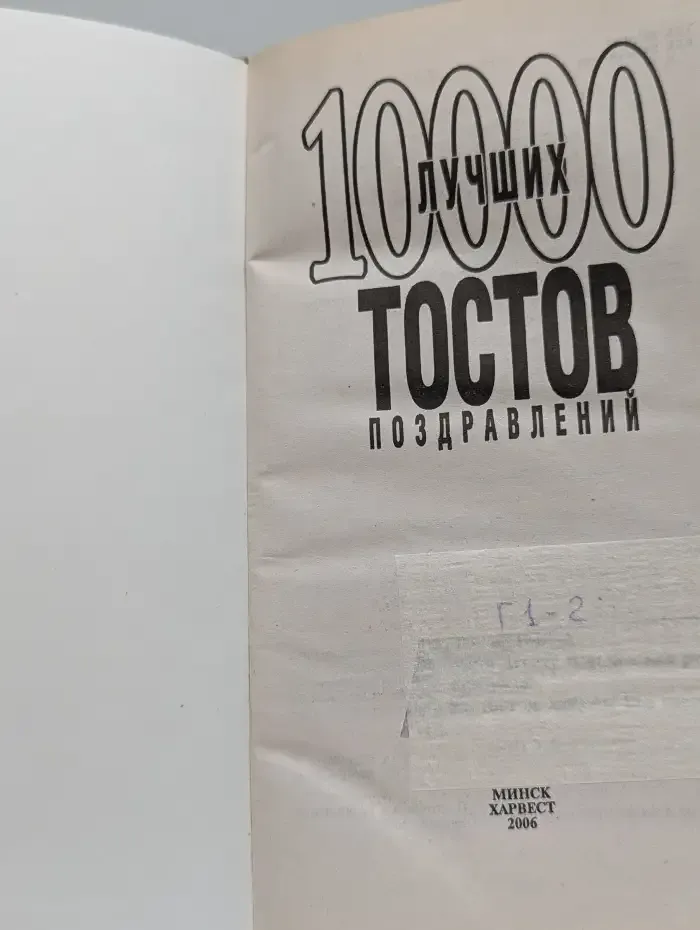 10000
ЛУЧШИХ
ТОСТОВ
ПОЗДРАВЛЕНИЙ
Г1-2
МИНСК
ХАРВЕСТ
2006